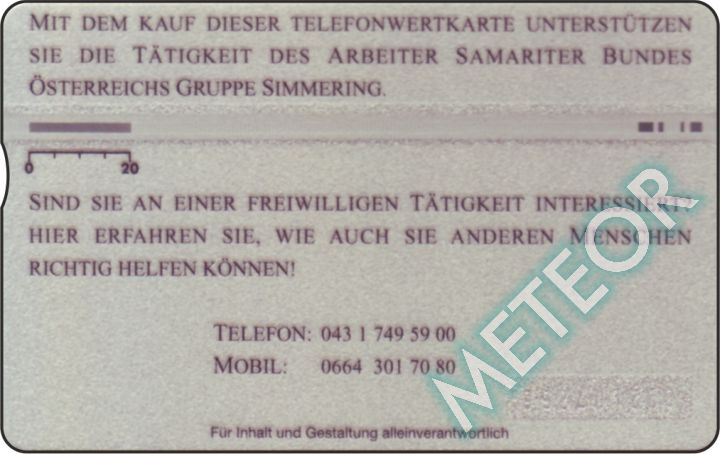 MIT DEM KAUF DIESER TELEFONWERTKARTE UNTERSTÜTZEN
SIE DIE TÄTIGKEIT DES ARBEITER SAMARITER BUNDES
ÖSTERREICHS GRUPPE SIMMERING.
0 20
SIND SIE AN EINER FREIWILLIGEN TÄTIGKEIT INTERESSIERT?
HIER ERFAHREN SIE, WIE AUCH SIE ANDEREN MENSCHEN
RICHTIG HELFEN KÖNNEN!
TELEFON: 043 1 749 59 00
MOBIL: 0664 301 70 80
METEOR
Für Inhalt und Gestaltung alleinverantwortlich